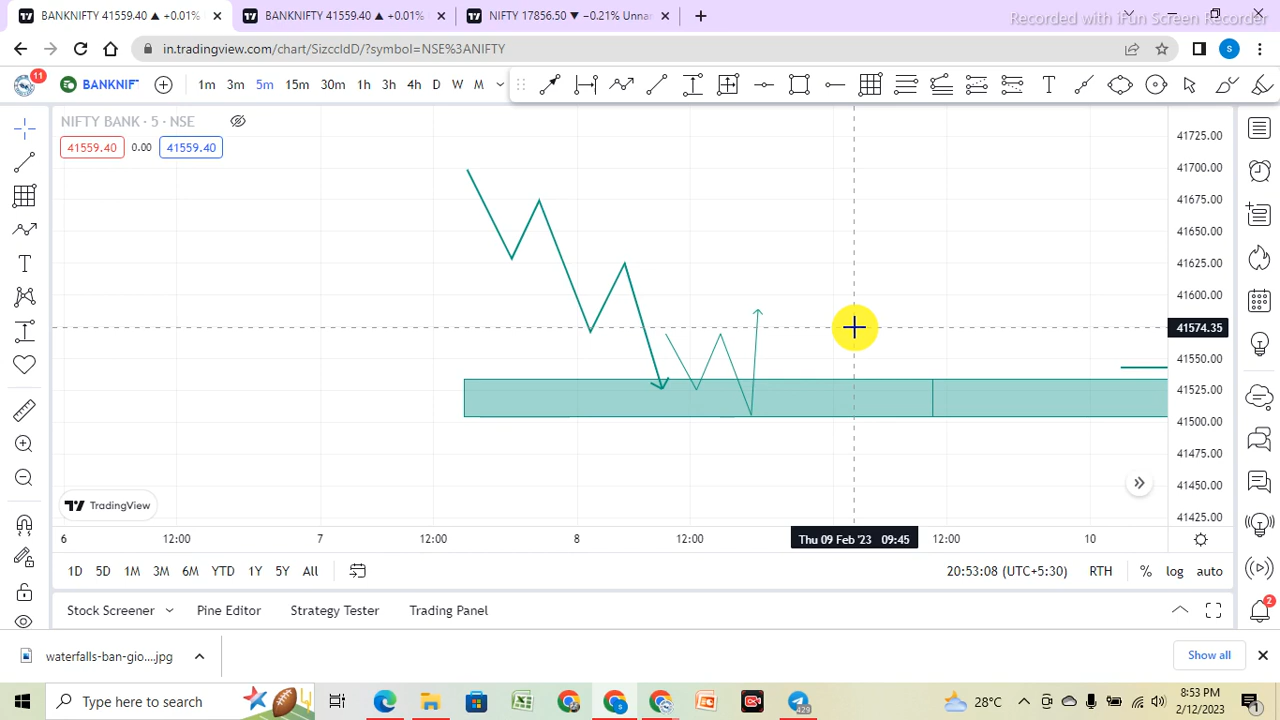 BANKNIFTY 41559.40 ▲ +0.01%
BANKNIFTY 41559.40 ▲ +0.01%
NIFTY 17856.50 ▼ −0.21% Unna
Recorded with iFun Screen Recorder
in.tradingview.com/chart/SizccIdD/?symbol=NSE%3ANIFTY
S
11
BANKNIF
1m 3m 5m 15m 30m 1h 3h 4h D W M
NIFTY BANK · 5 · NSE
41559.40 0.00 41559.40
41725.00
41700.00
41675.00
41650.00
41625.00
41600.00
41574.35
41550.00
41525.00
41500.00
41475.00
41450.00
41425.00
TradingView
6 12:00 7 12:00 8 12:00 Thu 09 Feb '23 09:45 12:00 10
1D 5D 1M 3M 6M YTD 1Y 5Y All
20:53:08 (UTC+5:30) RTH % log auto
Stock Screener Pine Editor Strategy Tester Trading Panel
2
waterfalls-ban-gio....jpg
Show all
Type here to search
429
28°C
8:53 PM
2/12/2023
1